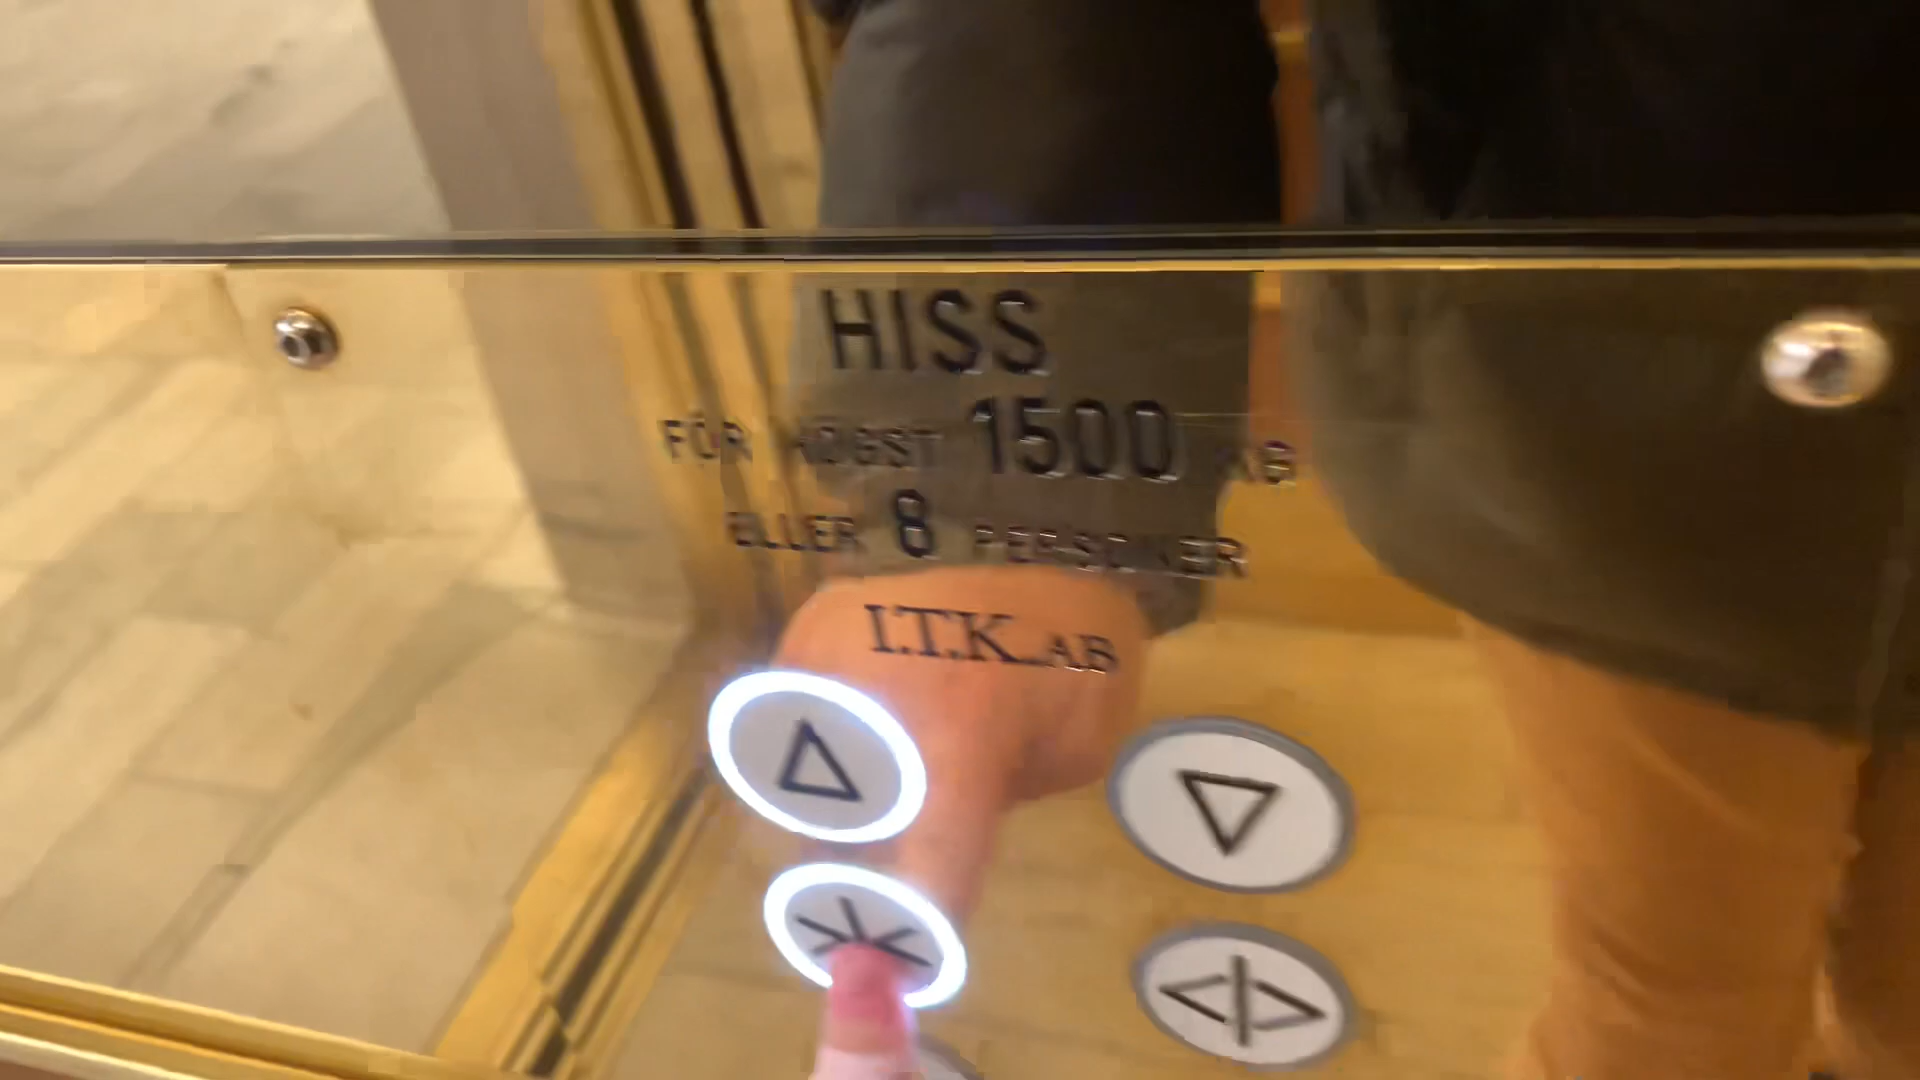 HISS
FÖR HÖGST 1500 KG
ELLER 8 PERSONER
I.T.K. AB